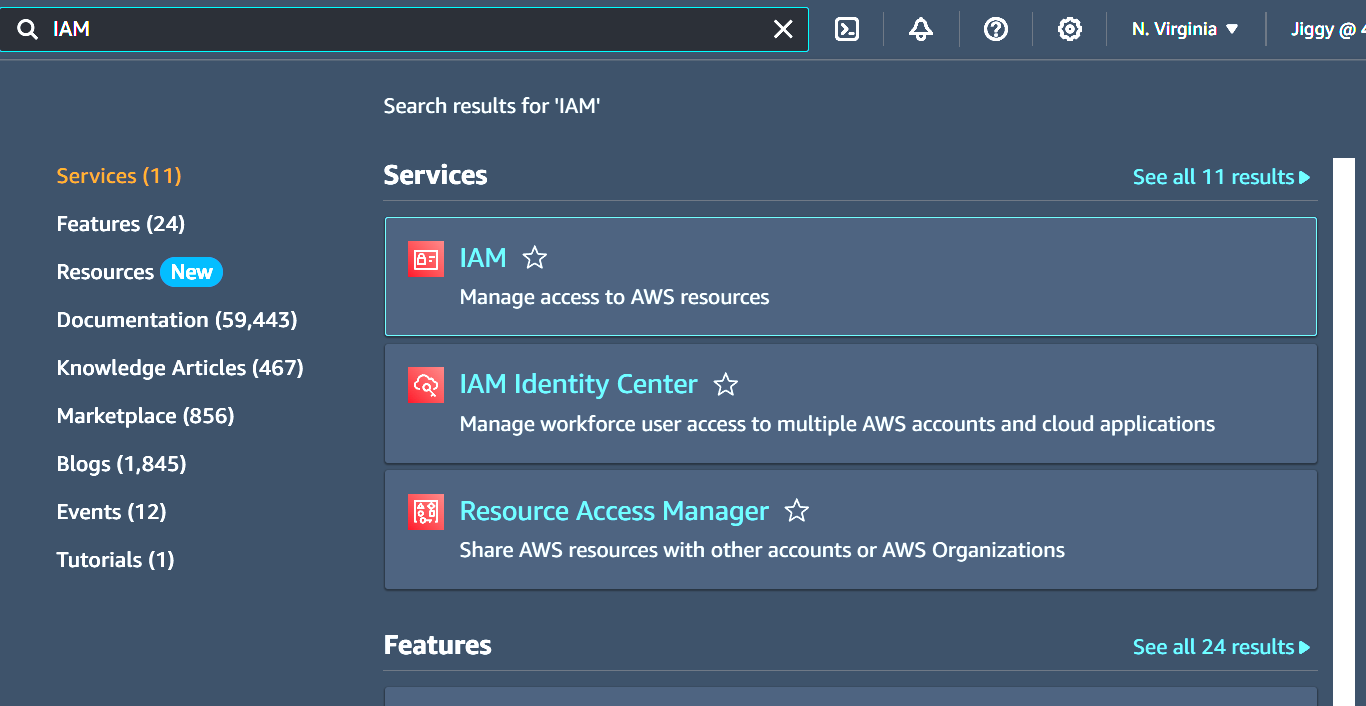 IAM
N. Virginia
Jiggy @
Search results for 'IAM'
Services (11)
Features (24)
Resources New
Documentation (59,443)
Knowledge Articles (467)
Marketplace (856)
Blogs (1,845)
Events (12)
Tutorials (1)
Services
See all 11 results
IAM
Manage access to AWS resources
IAM Identity Center
Manage workforce user access to multiple AWS accounts and cloud applications
Resource Access Manager
Share AWS resources with other accounts or AWS Organizations
Features
See all 24 results